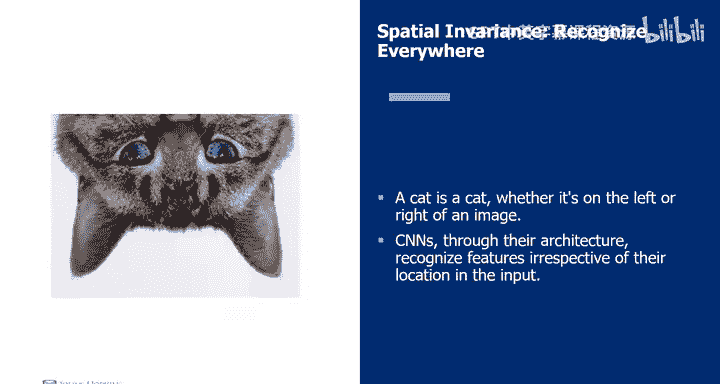 Spatial Invariance: Recognize
Everywhere
bilibili
▪ A cat is a cat, whether it's on the left or
right of an image.
▪ CNNs, through their architecture,
recognize features irrespective of their
location in the input.